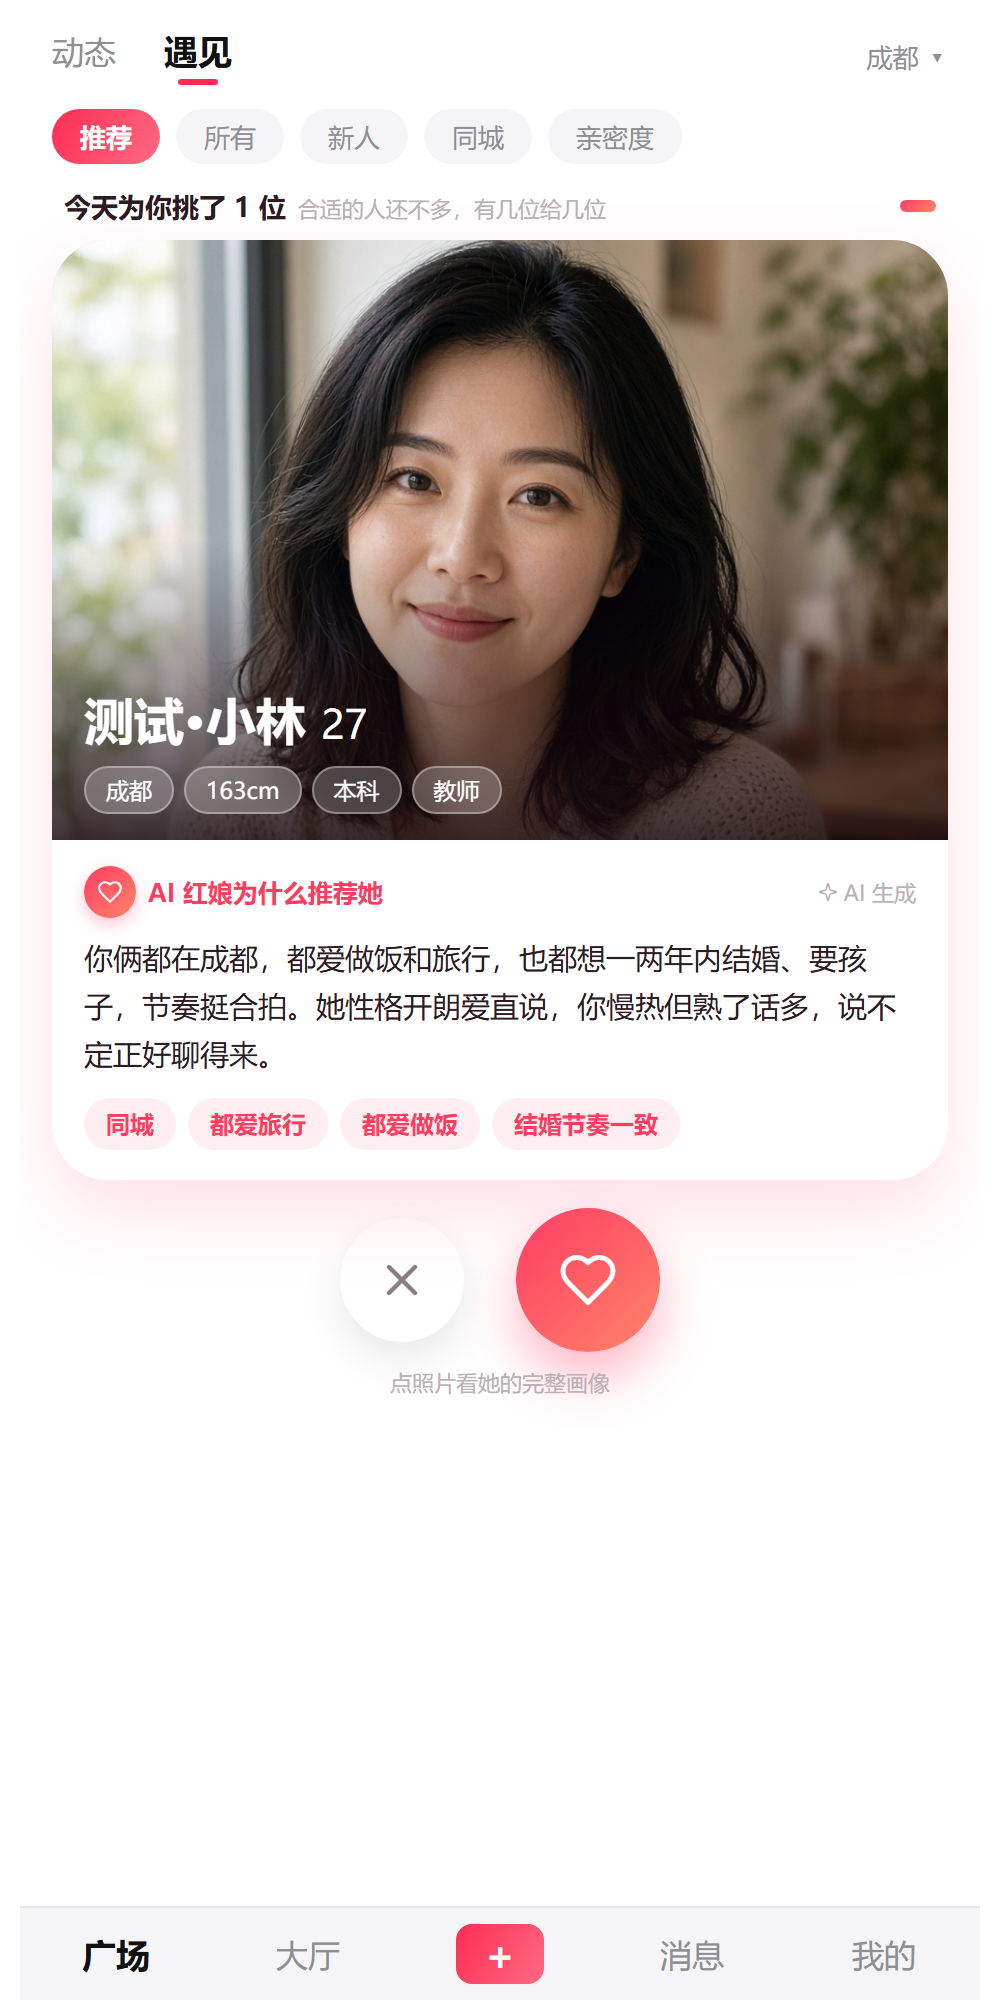 动态 遇见 成都 ▼
推荐 所有 新人 同城 亲密度
今天为你挑了 1 位 合适的人还不多，有几位给几位
测试•小林 27
成都 163cm 本科 教师
AI 红娘为什么推荐她 AI 生成
你俩都在成都，都爱做饭和旅行，也都想一两年内结婚、要孩
子，节奏挺合拍。她性格开朗爱直说，你慢热但熟了话多，说不
定正好聊得来。
同城 都爱旅行 都爱做饭 结婚节奏一致
点照片看她的完整画像
广场 大厅 + 消息 我的